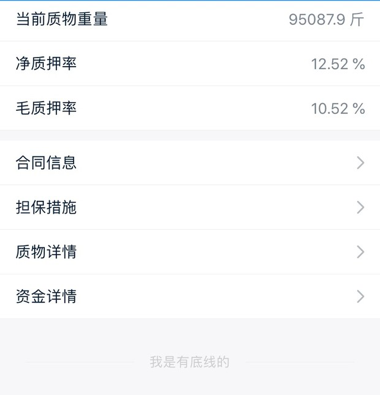 当前质物重量 95087.9 斤
净质押率 12.52 %
毛质押率 10.52 %
合同信息
担保措施
质物详情
资金详情
我是有底线的